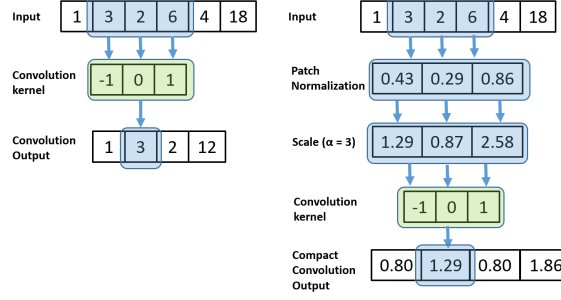 Input 1 3 2 6 4 18
Convolution
kernel
-1 0 1
Convolution
Output
1 3 2 12
Input 1 3 2 6 4 18
Patch
Normalization
0.43 0.29 0.86
Scale (α = 3) 1.29 0.87 2.58
Convolution
kernel
-1 0 1
Compact
Convolution
Output
0.80 1.29 0.80 1.86